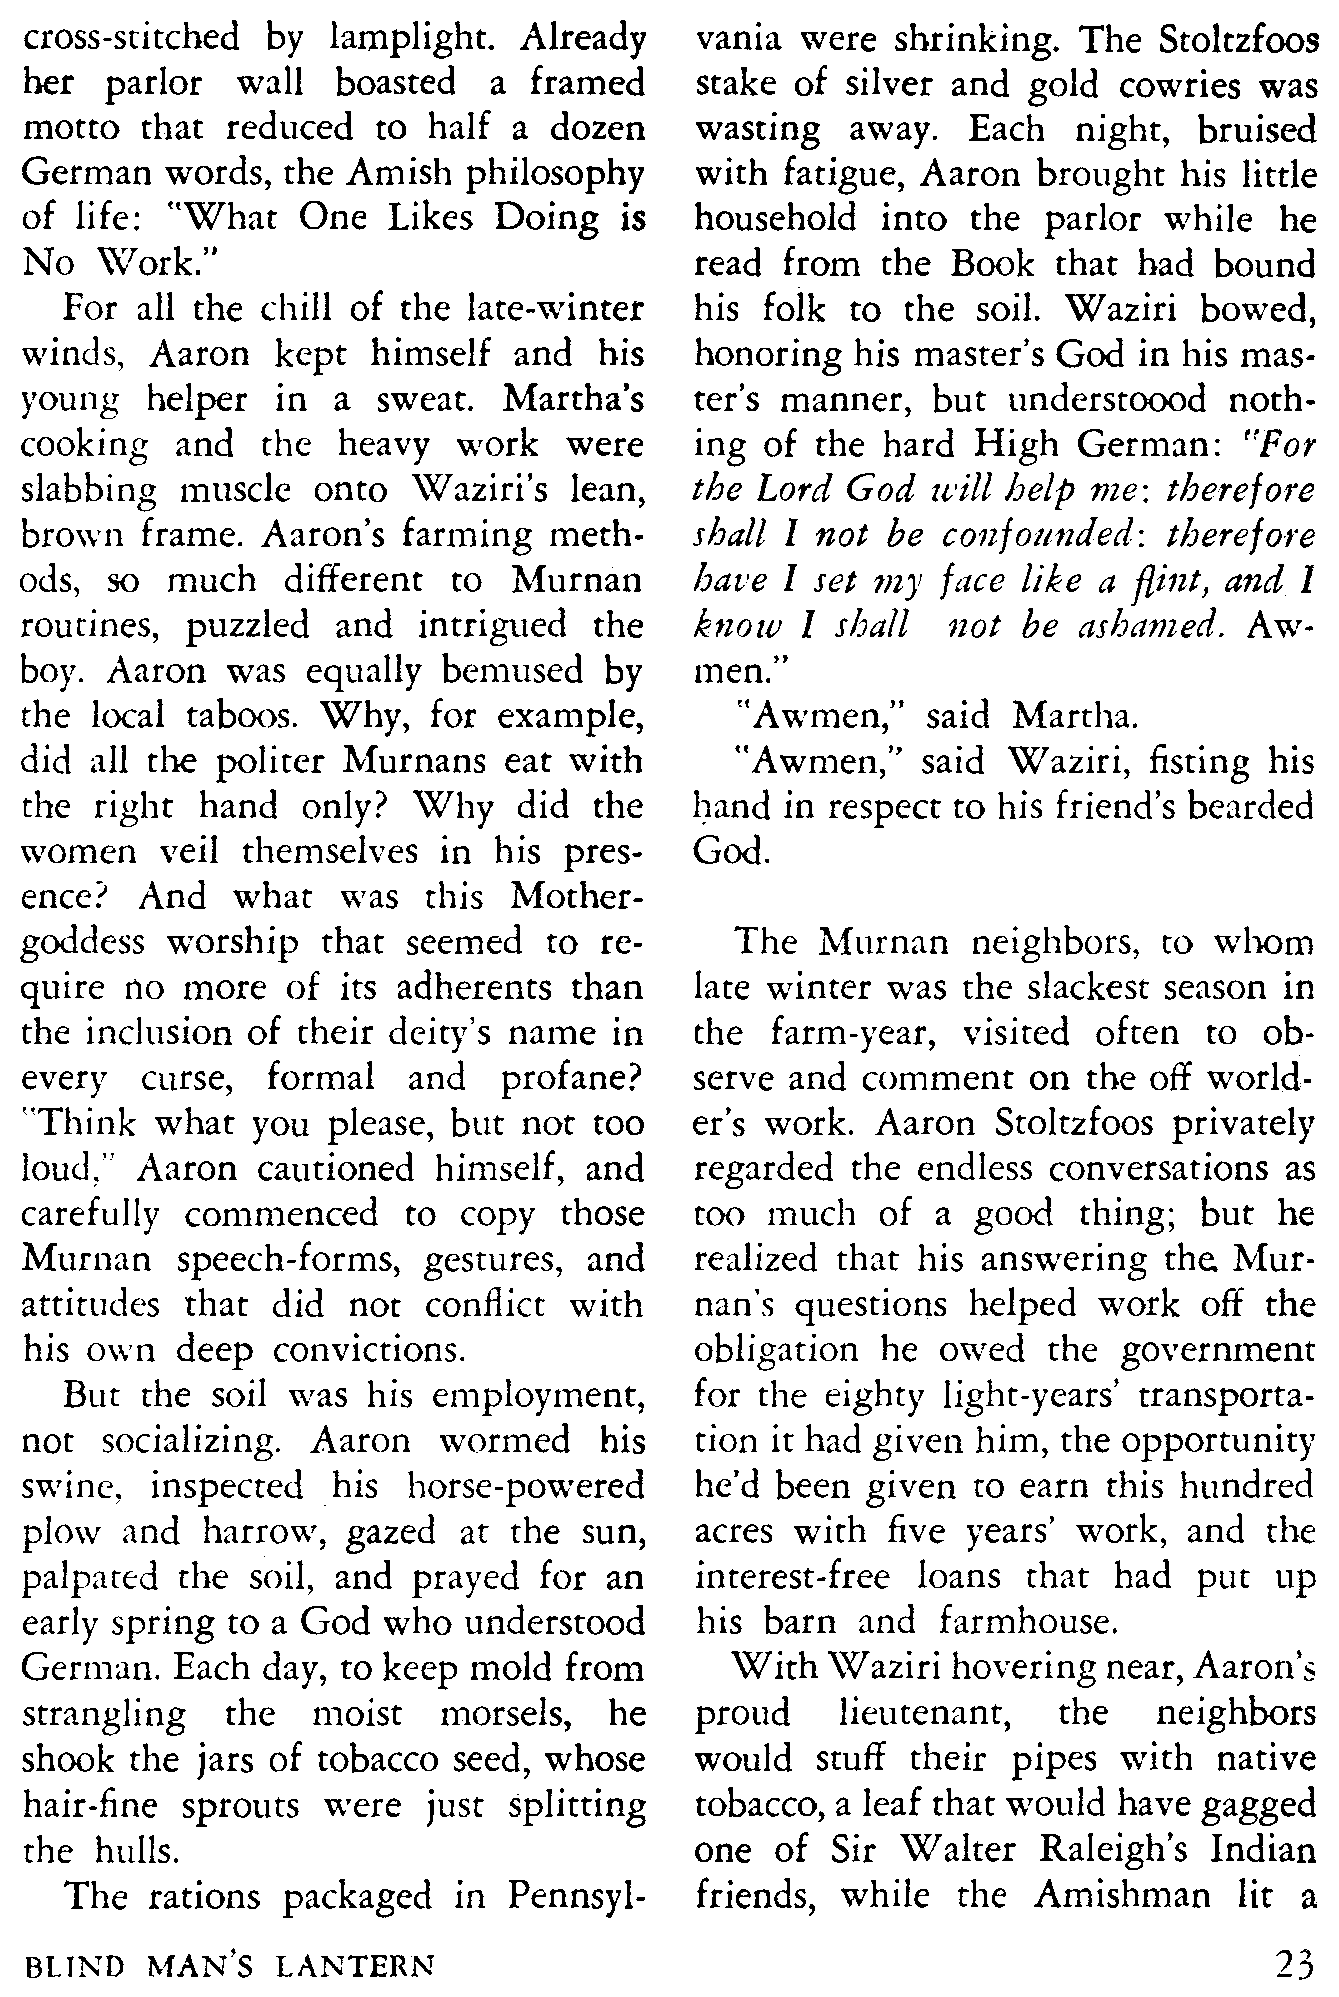 cross-stitched by lamplight. Already
her parlor wall boasted a framed
motto that reduced to half a dozen
German words, the Amish philosophy
of life: "What One Likes Doing is
No Work."
For all the chill of the late-winter
winds, Aaron kept himself and his
young helper in a sweat. Martha's
cooking and the heavy work were
slabbing muscle onto Waziri's lean,
brown frame. Aaron's farming meth-
ods, so much different to Murnan
routines, puzzled and intrigued the
boy. Aaron was equally bemused by
the local taboos. Why, for example,
did all the politer Murnans eat with
the right hand only? Why did the
women veil themselves in his pres-
ence? And what was this Mother-
goddess worship that seemed to re-
quire no more of its adherents than
the inclusion of their deity's name in
every curse, formal and profane?
"Think what you please, but not too
loud," Aaron cautioned himself, and
carefully commenced to copy those
Murnan speech-forms, gestures, and
attitudes that did not conflict with
his own deep convictions.
But the soil was his employment,
not socializing. Aaron wormed his
swine, inspected his horse-powered
plow and harrow, gazed at the sun,
palpated the soil, and prayed for an
early spring to a God who understood
German. Each day, to keep mold from
strangling the moist morsels, he
shook the jars of tobacco seed, whose
hair-fine sprouts were just splitting
the hulls.
The rations packaged in Pennsyl-
vania were shrinking. The Stoltzfoos
stake of silver and gold cowries was
wasting away. Each night, bruised
with fatigue, Aaron brought his little
household into the parlor while he
read from the Book that had bound
his folk to the soil. Waziri bowed,
honoring his master's God in his mas-
ter's manner, but understoood noth-
ing of the hard High German: "For
the Lord God will help me: therefore
shall I not be confounded: therefore
have I set my face like a flint, and I
know I shall not be ashamed. Aw-
men."
"Awmen," said Martha.
"Awmen," said Waziri, fisting his
hand in respect to his friend's bearded
God.
The Murnan neighbors, to whom
late winter was the slackest season in
the farm-year, visited often to ob-
serve and comment on the off world-
er's work. Aaron Stoltzfoos privately
regarded the endless conversations as
too much of a good thing; but he
realized that his answering the Mur-
nan's questions helped work off the
obligation he owed the government
for the eighty light-years' transporta-
tion it had given him, the opportunity
he'd been given to earn this hundred
acres with five years' work, and the
interest-free loans that had put up
his barn and farmhouse.
With Waziri hovering near, Aaron's
proud lieutenant, the neighbors
would stuff their pipes with native
tobacco, a leaf that would have gagged
one of Sir Walter Raleigh's Indian
friends, while the Amishman lit a
BLIND MAN'S LANTERN
23